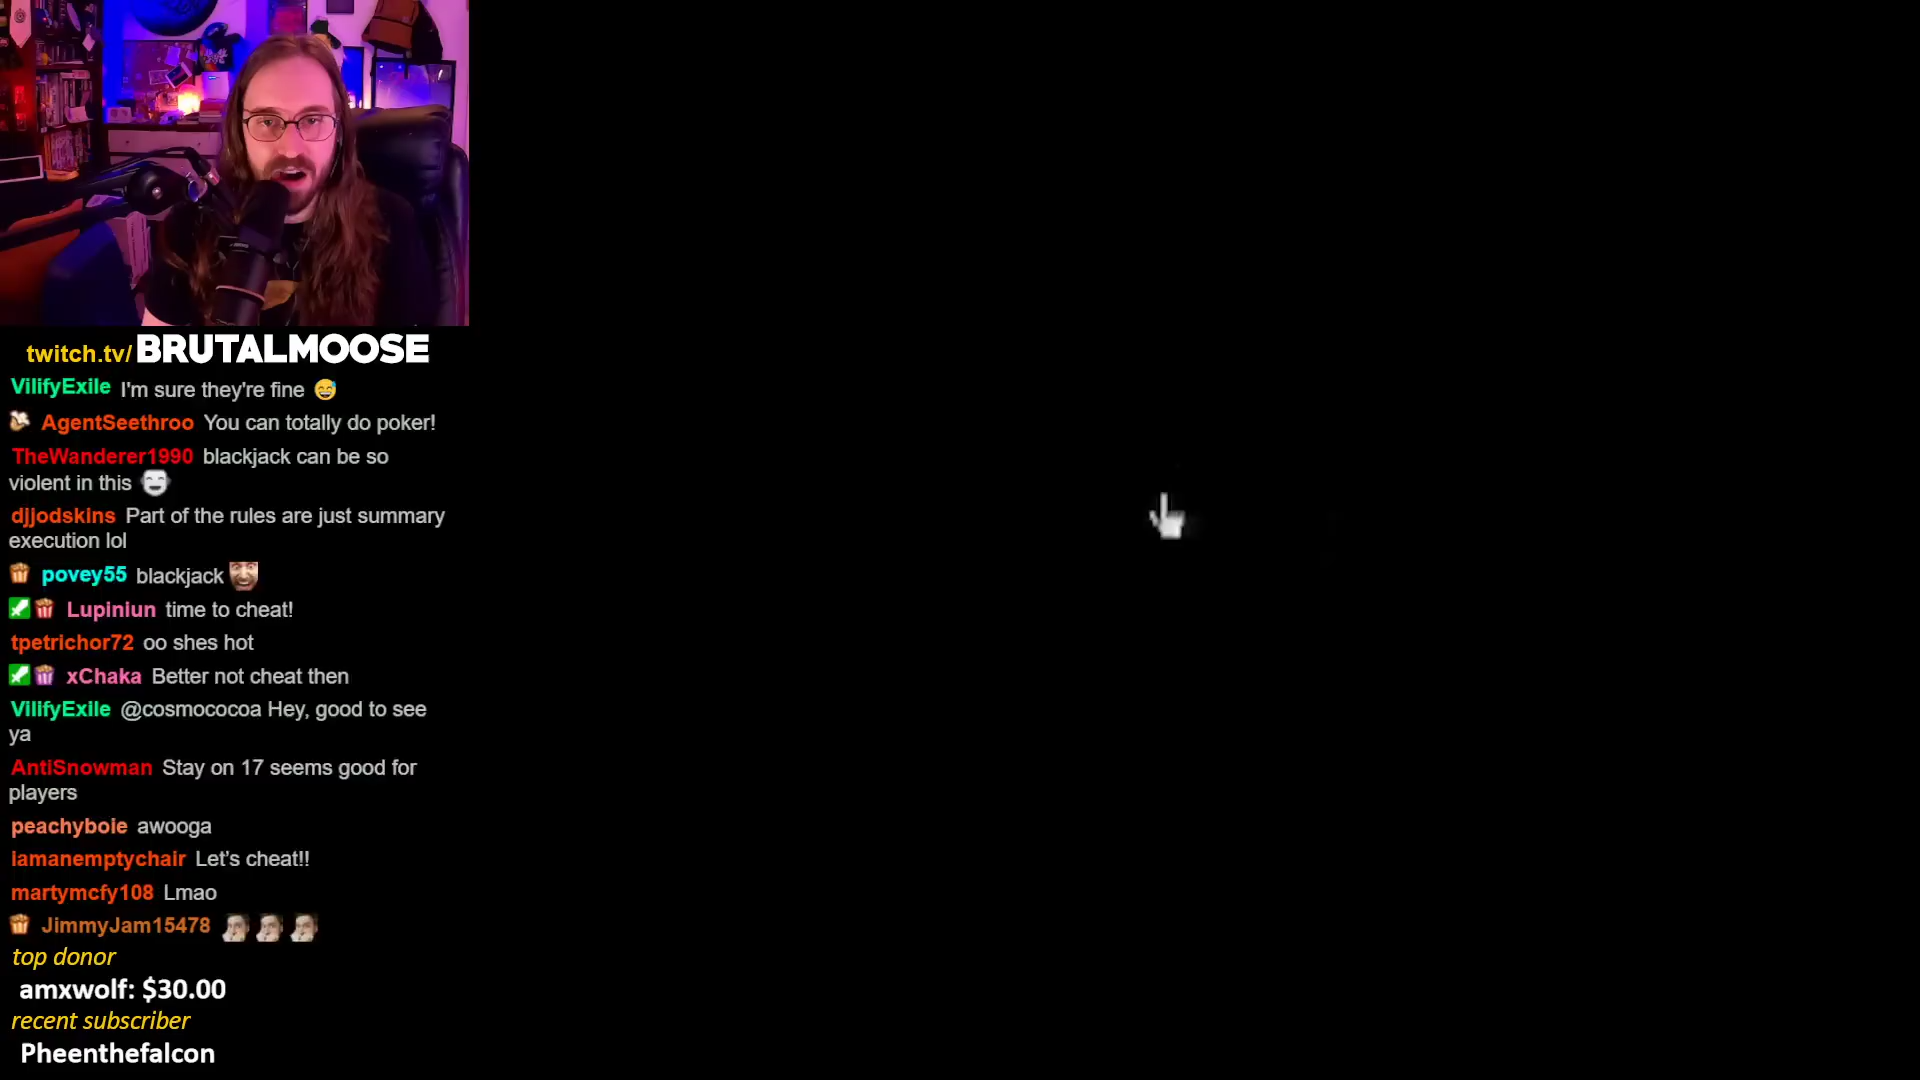 twitch.tv/BRUTALMOOSE
VilifyExile I'm sure they're fine 😅
AgentSeethroo You can totally do poker!
TheWanderer1990 blackjack can be so
violent in this
djjodskins Part of the rules are just summary
execution lol
povey55 blackjack
Lupiniun time to cheat!
tpetrichor72 oo shes hot
xChaka Better not cheat then
VilifyExile @cosmococoa Hey, good to see
ya
AntiSnowman Stay on 17 seems good for
players
peachyboie awooga
iamanemptychair Let's cheat!!
martymcfy108 Lmao
JimmyJam15478
top donor
amxwolf: $30.00
recent subscriber
Pheenthefalcon